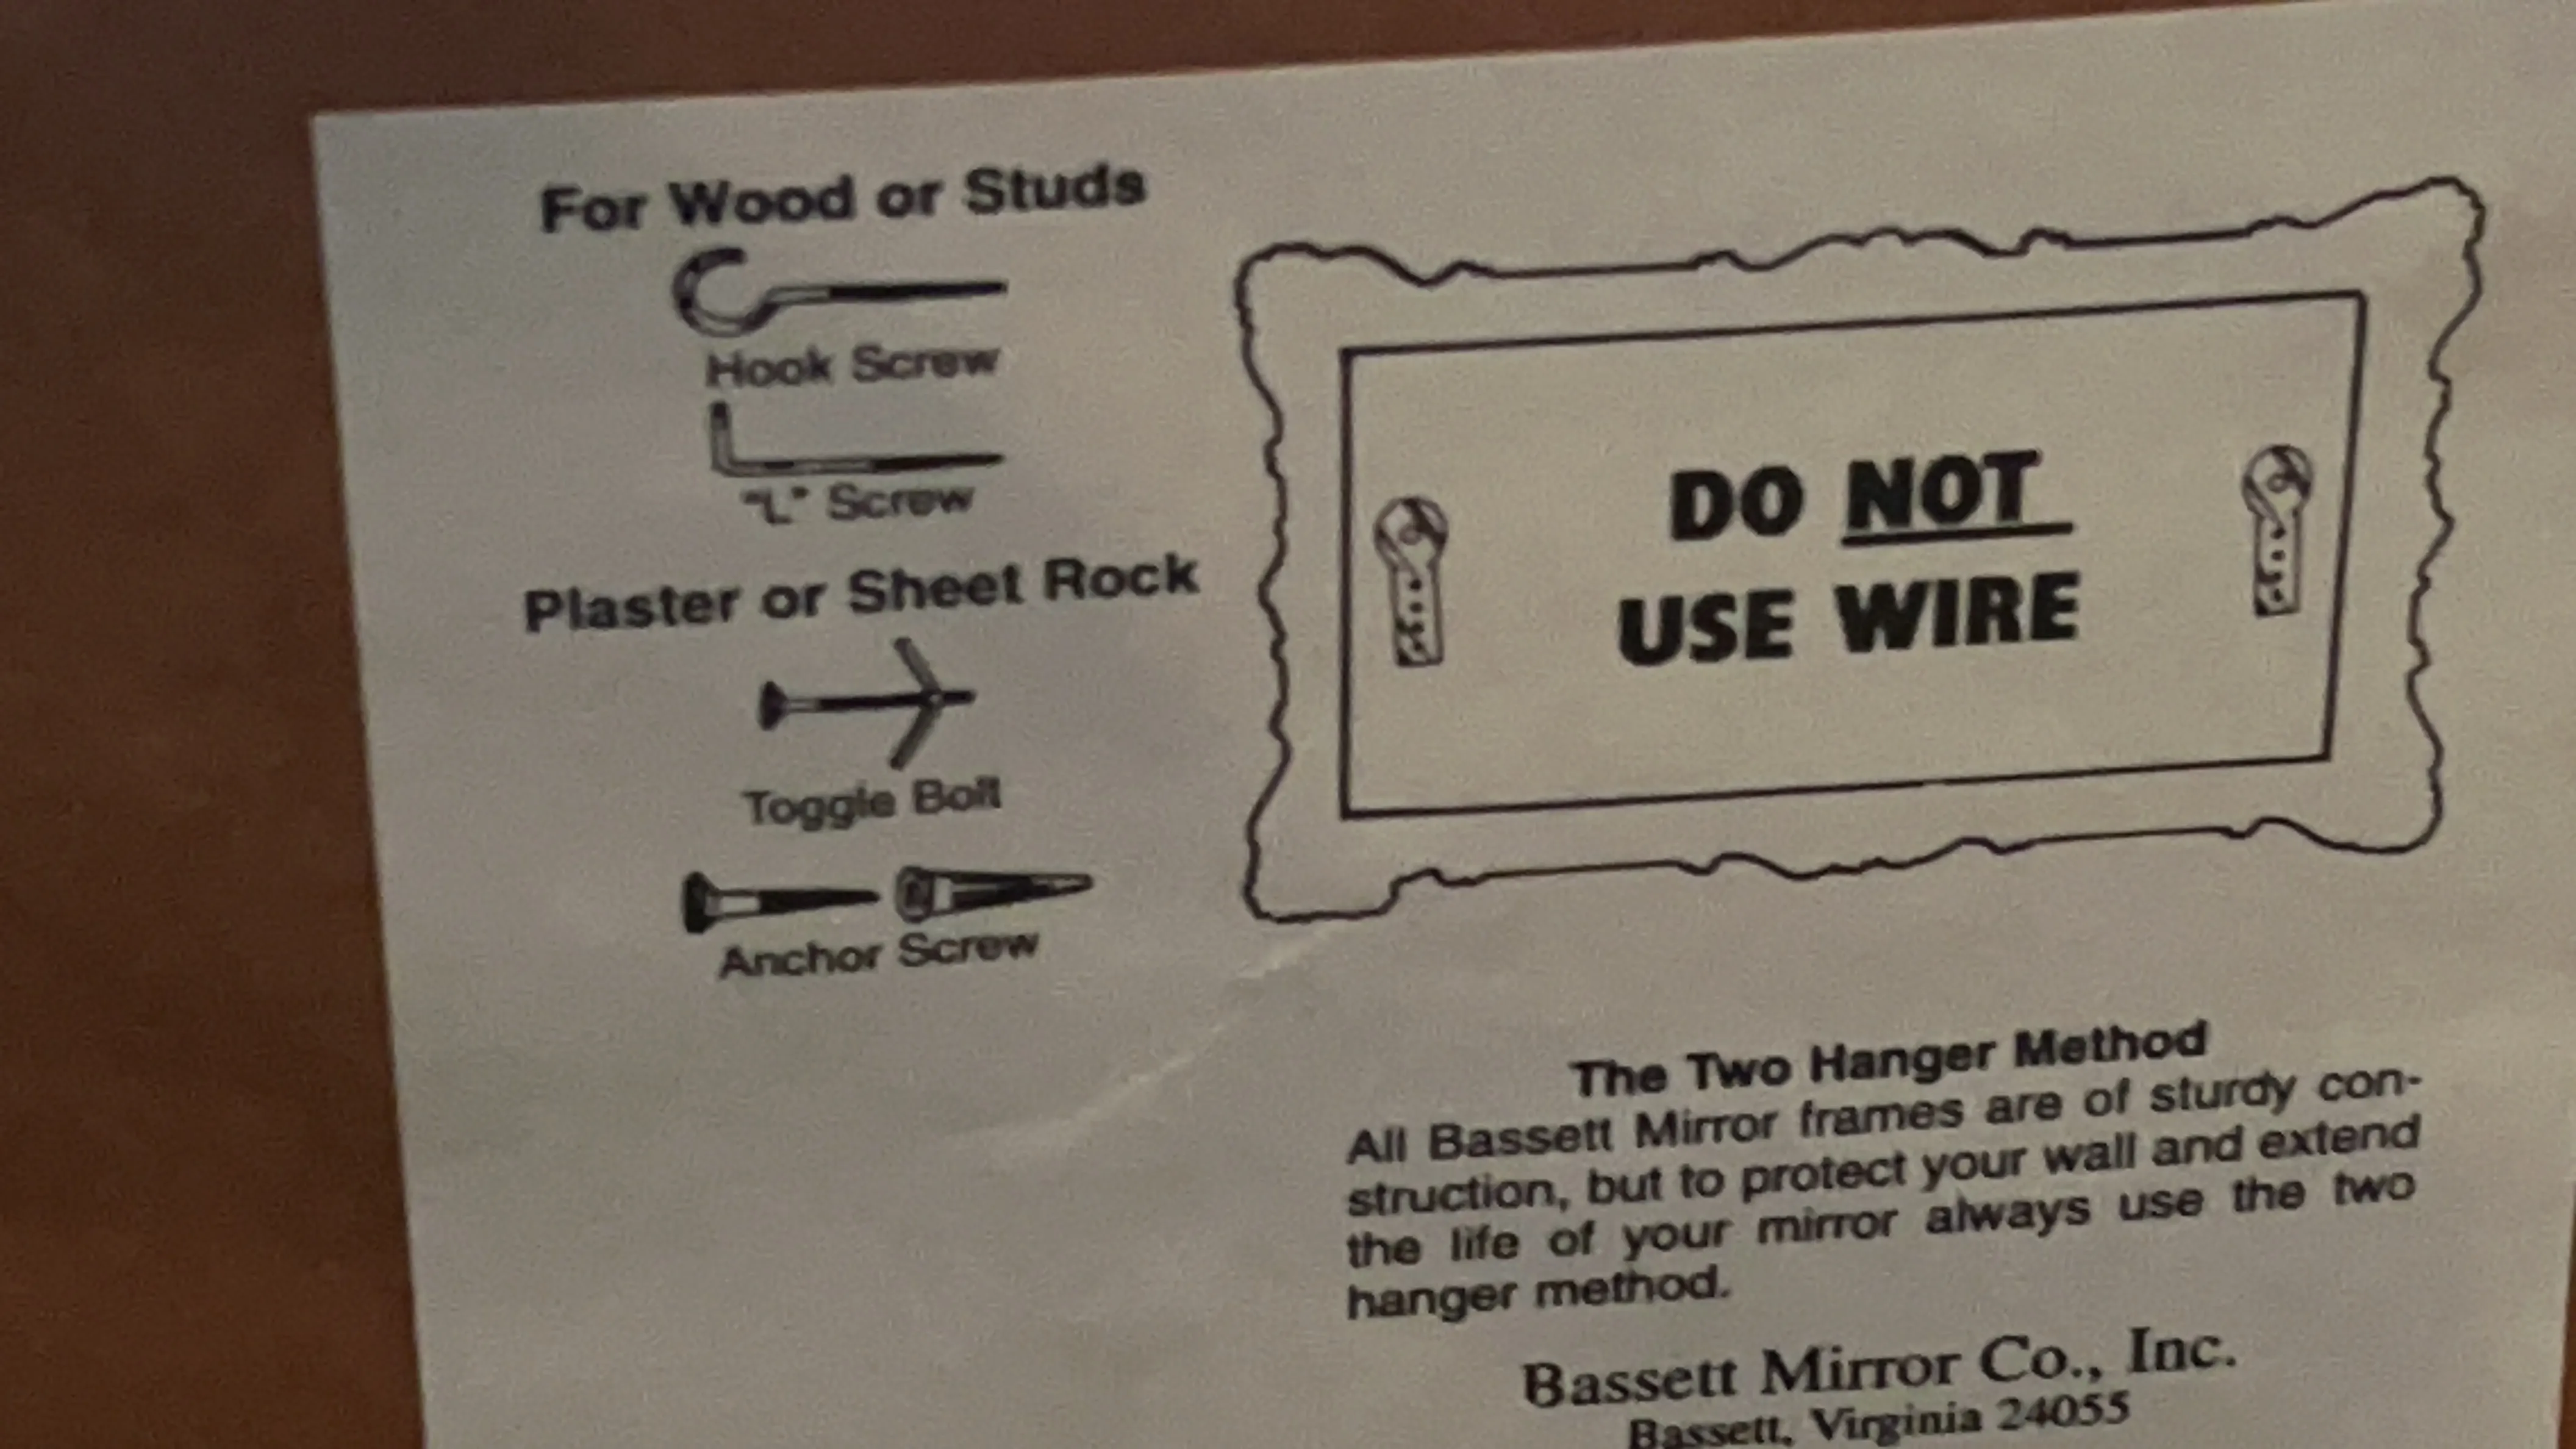 For Wood or Studs
Hook Screw
"L" Screw
Plaster or Sheet Rock
Toggle Bolt
Anchor Screw
DO NOT
USE WIRE
The Two Hanger Method
All Bassett Mirror frames are of sturdy con-
struction, but to protect your wall and extend
the life of your mirror always use the two
hanger method.
Bassett Mirror Co., Inc.
Bassett, Virginia 24055